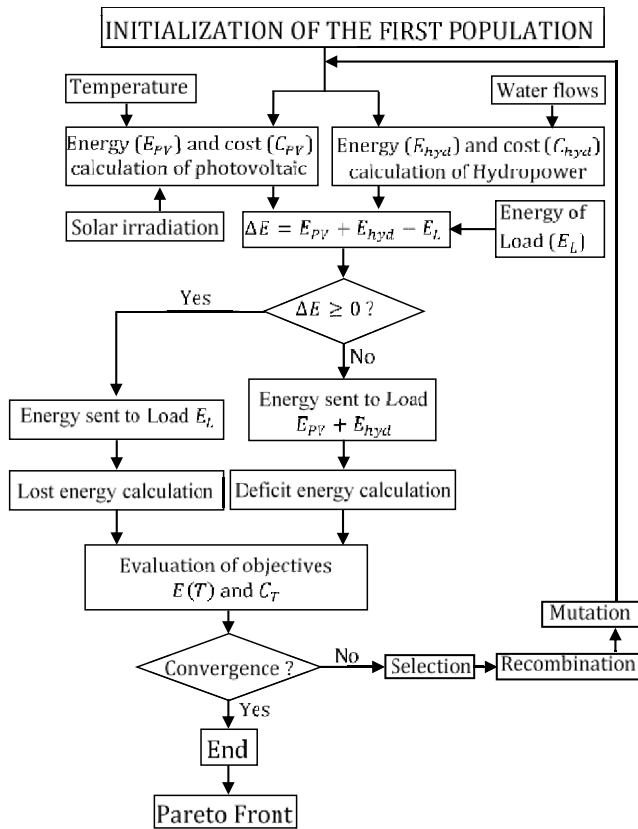 INITIALIZATION OF THE FIRST POPULATION
Temperature
Water flows
Energy (E_PV) and cost (C_PV)
calculation of photovoltaic
Energy (E_hyd) and cost (C_hyd)
calculation of Hydropower
Solar irradiation
ΔE = E_PV + E_hyd − E_L
Energy of
Load (E_L)
Yes
ΔE ≥ 0 ?
No
Energy sent to Load E_L
Energy sent to Load
E_PV + E_hyd
Lost energy calculation
Deficit energy calculation
Evaluation of objectives
E(T) and C_T
Mutation
Convergence ?
No
Selection
Recombination
Yes
End
Pareto Front